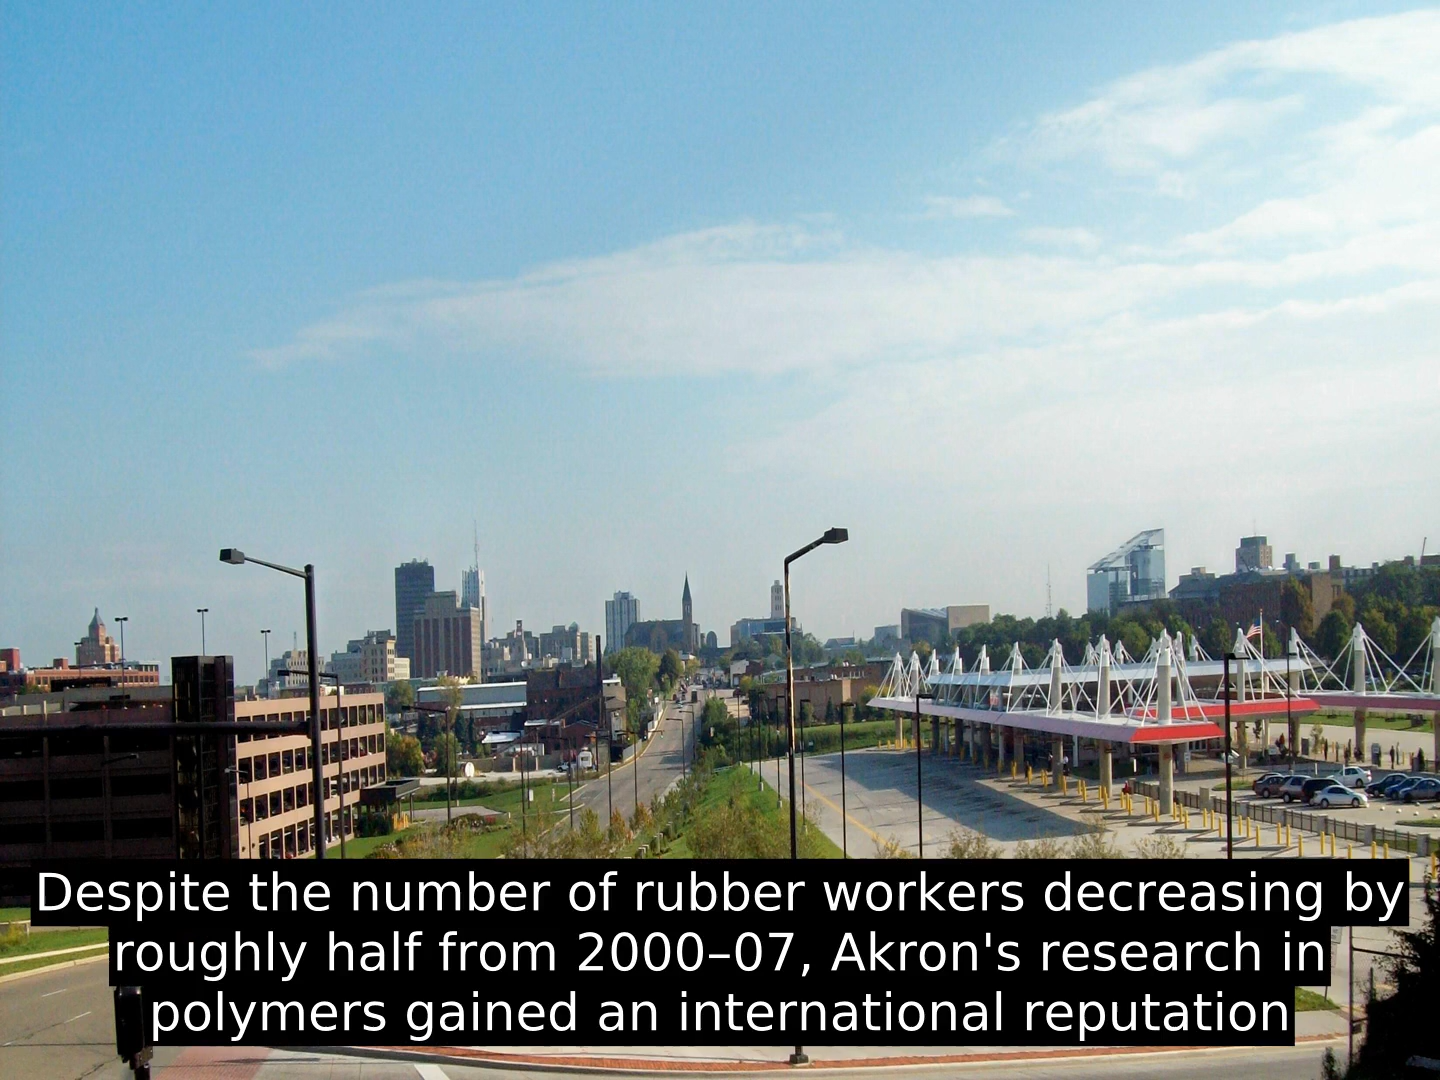 Despite the number of rubber workers decreasing by
roughly half from 2000–07, Akron's research in
polymers gained an international reputation